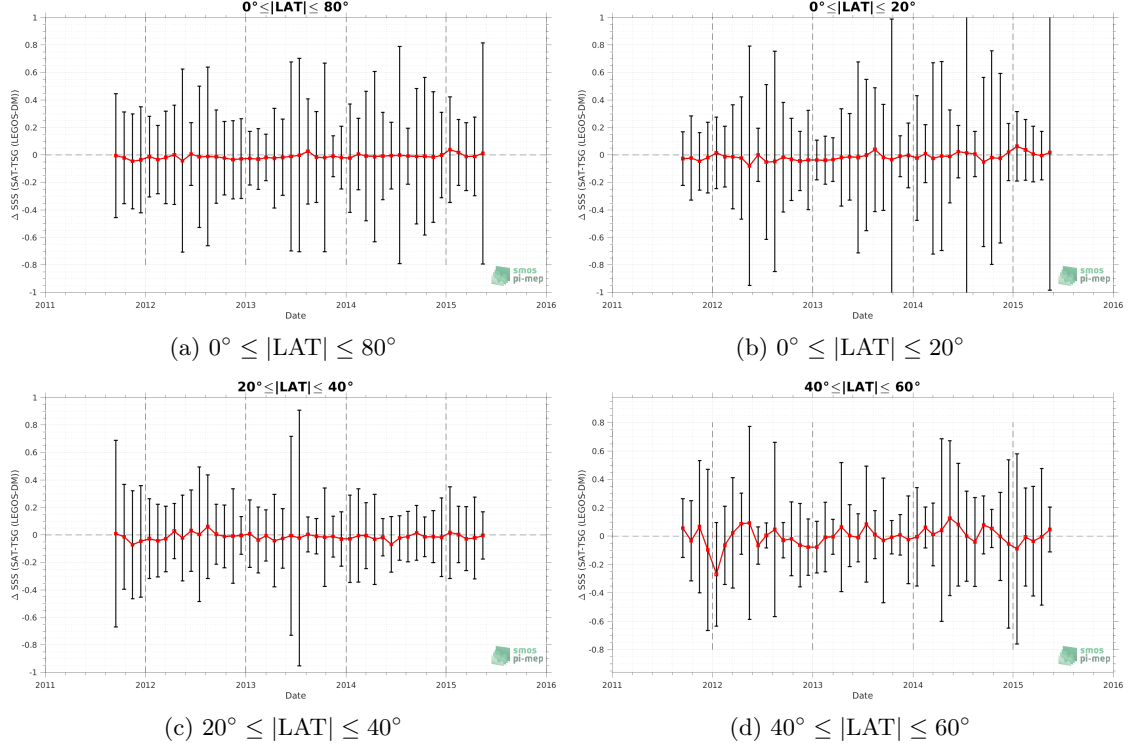 0°≤|LAT|≤ 80°
1
0.8
0.6
0.4
0.2
0
-0.2
-0.4
-0.6
-0.8
-1
Δ SSS (SAT-TSG (LEGOS-DM))
2011 2012 2013 2014 2015 2016
Date
smos
pi-mep
(a) 0° ≤ |LAT| ≤ 80°
0°≤|LAT|≤ 20°
1
0.8
0.6
0.4
0.2
0
-0.2
-0.4
-0.6
-0.8
-1
Δ SSS (SAT-TSG (LEGOS-DM))
2011 2012 2013 2014 2015 2016
Date
smos
pi-mep
(b) 0° ≤ |LAT| ≤ 20°
20°≤|LAT|≤ 40°
1
0.8
0.6
0.4
0.2
0
-0.2
-0.4
-0.6
-0.8
-1
Δ SSS (SAT-TSG (LEGOS-DM))
2011 2012 2013 2014 2015 2016
Date
smos
pi-mep
(c) 20° ≤ |LAT| ≤ 40°
40°≤|LAT|≤ 60°
0.8
0.6
0.4
0.2
0
-0.2
-0.4
-0.6
-0.8
Δ SSS (SAT-TSG (LEGOS-DM))
2011 2012 2013 2014 2015 2016
Date
smos
pi-mep
(d) 40° ≤ |LAT| ≤ 60°